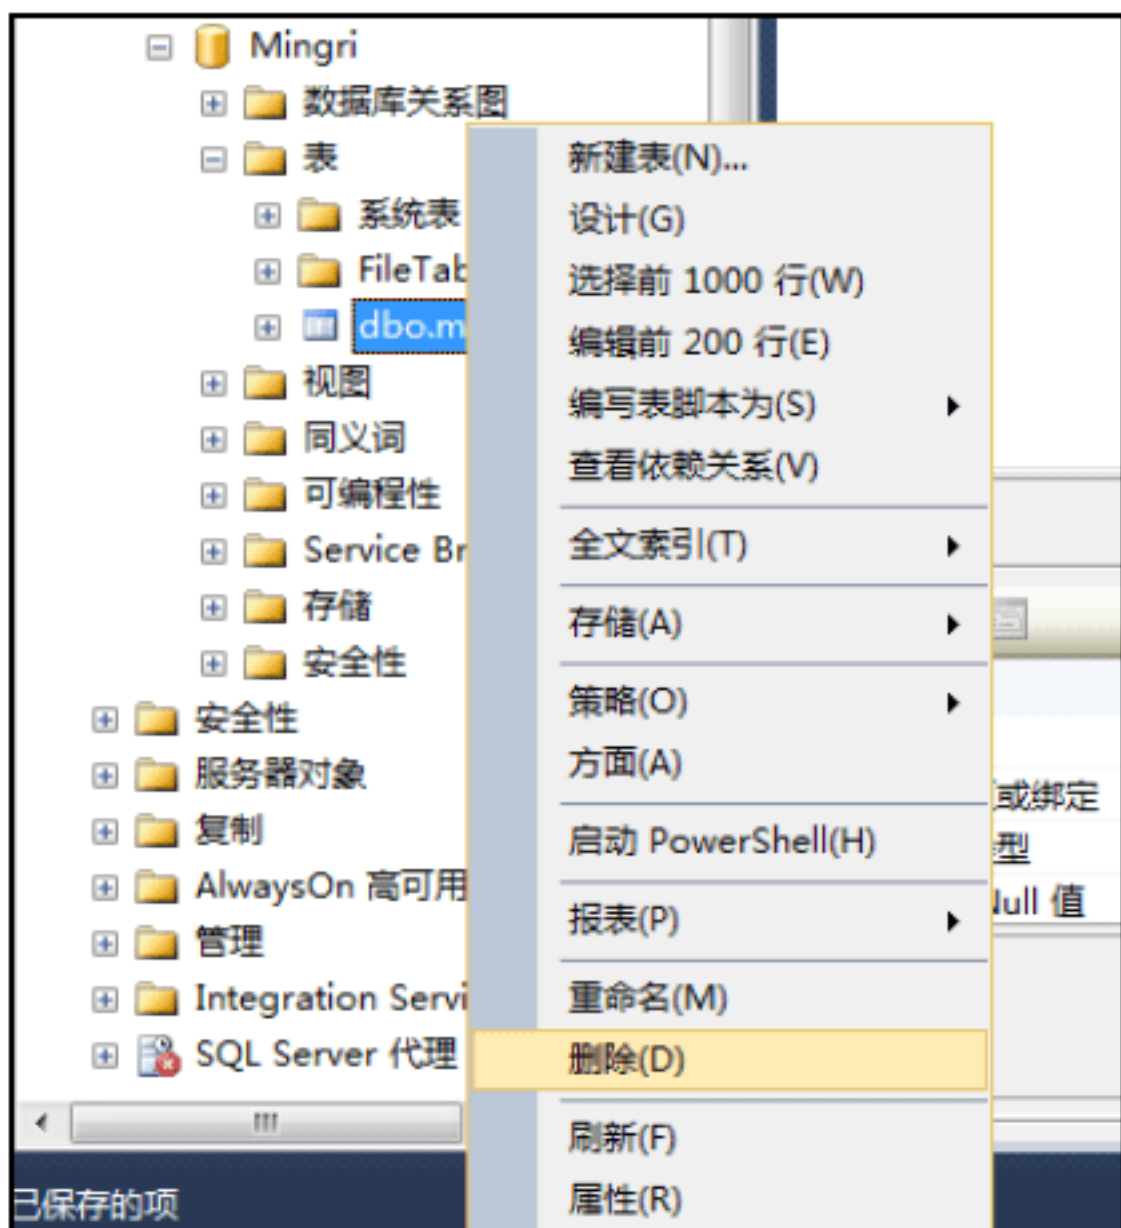 Mingri
数据库关系图
表
系统表
FileTab
dbo.m
视图
同义词
可编程性
Service Br
存储
安全性
安全性
服务器对象
复制
AlwaysOn 高可用
管理
Integration Servi
SQL Server 代理
新建表(N)...
设计(G)
选择前 1000 行(W)
编辑前 200 行(E)
编写表脚本为(S)
查看依赖关系(V)
全文索引(T)
存储(A)
策略(O)
方面(A)
启动 PowerShell(H)
报表(P)
重命名(M)
删除(D)
刷新(F)
属性(R)
或绑定
型
Null 值
已保存的项